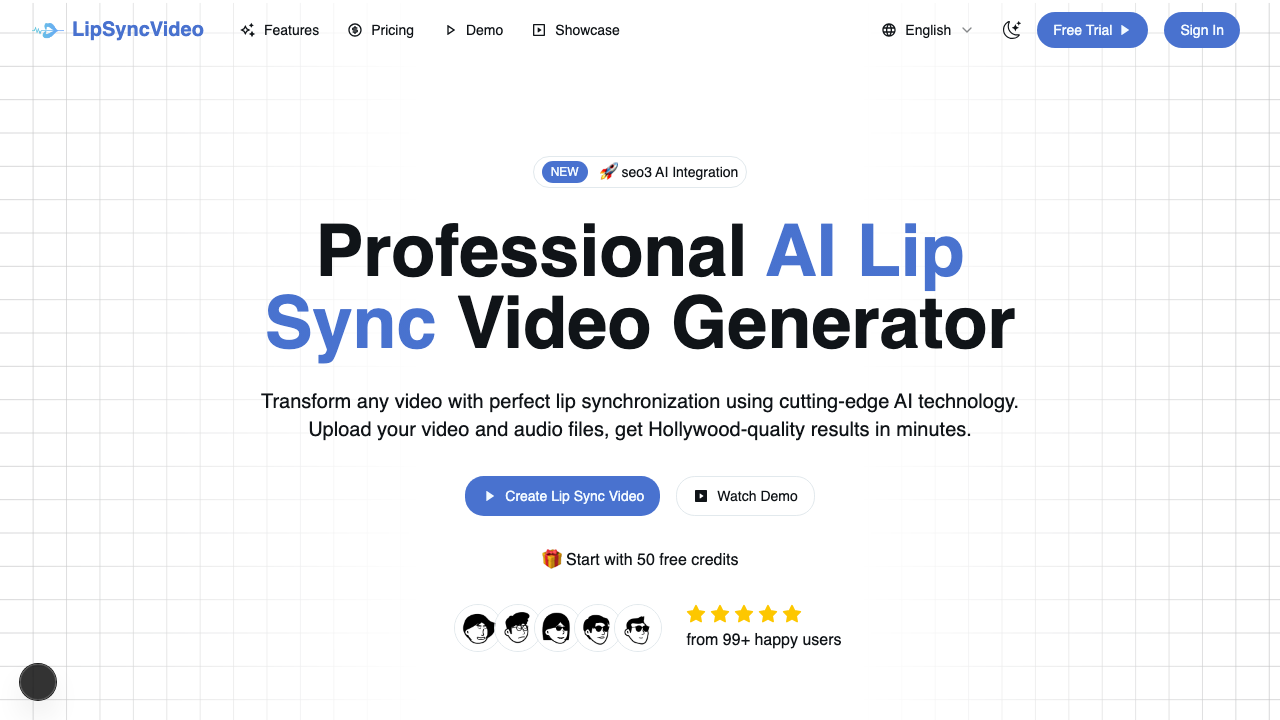 LipSyncVideo
Features
Pricing
Demo
Showcase
English
Free Trial
Sign In
NEW 🚀 seo3 AI Integration
Professional AI Lip
Sync Video Generator
Transform any video with perfect lip synchronization using cutting-edge AI technology.
Upload your video and audio files, get Hollywood-quality results in minutes.
Create Lip Sync Video
Watch Demo
🎁 Start with 50 free credits
from 99+ happy users